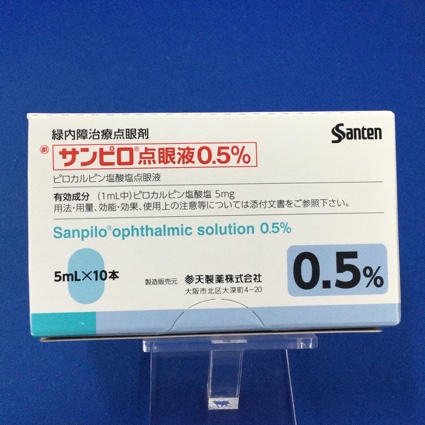 緑内障治療点眼剤
Santen
劇 サンピロ®点眼液0.5%
ピロカルピン塩酸塩点眼液
有効成分 (1mL中)ピロカルピン塩酸塩 5mg
用法・用量、効能・効果、使用上の注意等については添付文書をご参照下さい。
Sanpilo®ophthalmic solution 0.5%
5mL×10本
製造販売元 参天製薬株式会社
大阪市北区大深町4-20
0.5%